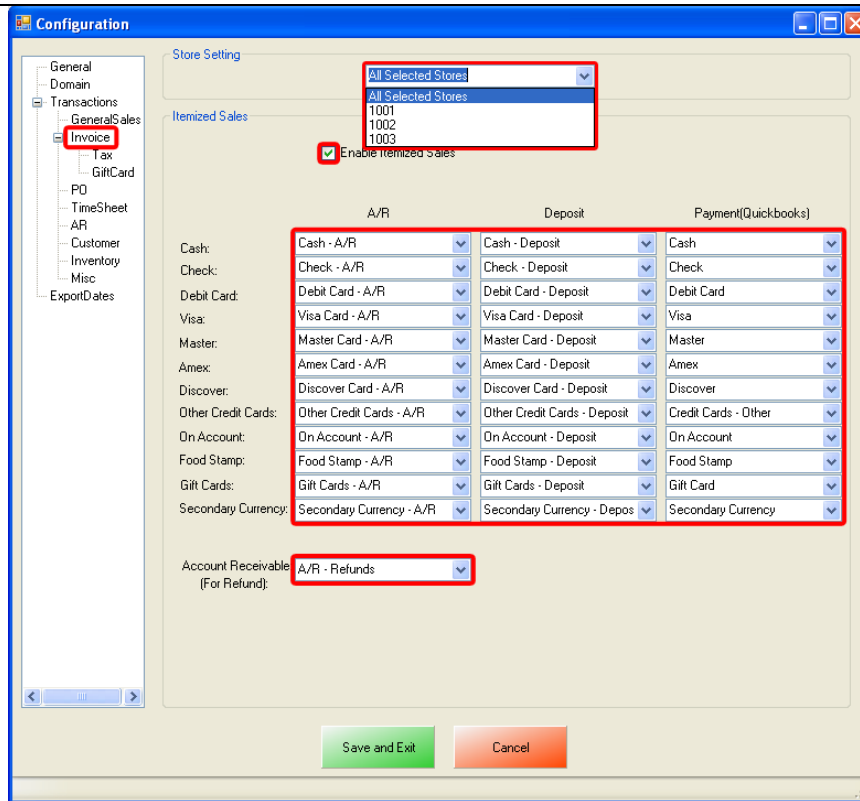 Configuration
General
Domain
Transactions
GeneralSales
Invoice
Tax
GiftCard
PO
TimeSheet
AR
Customer
Inventory
Misc
ExportDates
Store Setting
All Selected Stores
All Selected Stores
1001
1002
1003
Itemized Sales
Enable Itemized Sales
A/R Deposit Payment(Quickbooks)
Cash: Cash - A/R Cash - Deposit Cash
Check: Check - A/R Check - Deposit Check
Debit Card: Debit Card - A/R Debit Card - Deposit Debit Card
Visa: Visa Card - A/R Visa Card - Deposit Visa
Master: Master Card - A/R Master Card - Deposit Master
Amex: Amex Card - A/R Amex Card - Deposit Amex
Discover: Discover Card - A/R Discover Card - Deposit Discover
Other Credit Cards: Other Credit Cards - A/R Other Credit Cards - Deposit Credit Cards - Other
On Account: On Account - A/R On Account - Deposit On Account
Food Stamp: Food Stamp - A/R Food Stamp - Deposit Food Stamp
Gift Cards: Gift Cards - A/R Gift Cards - Deposit Gift Card
Secondary Currency: Secondary Currency - A/R Secondary Currency - Depos Secondary Currency
Account Receivable A/R - Refunds
(For Refund):
Save and Exit Cancel